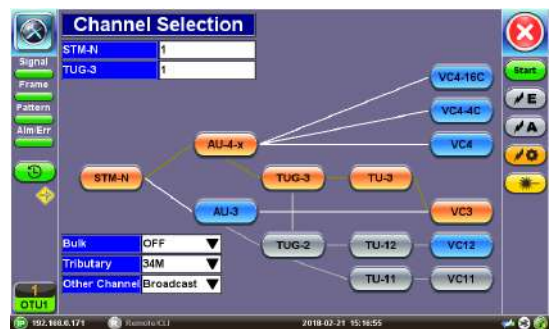 Channel Selection
STM-N 1
TUG-3 1
Signal
Frame
Pattern
Alm/Err
Start
E
A
VC4-16C
VC4-4C
AU-4-x
VC4
STM-N
TUG-3
TU-3
AU-3
VC3
TUG-2
TU-12
VC12
TU-11
VC11
Bulk OFF
Tributary 34M
Other Channel Broadcast
1
OTU1
192.168.0.171
Remote/CLI
2018-02-21 15:16:55